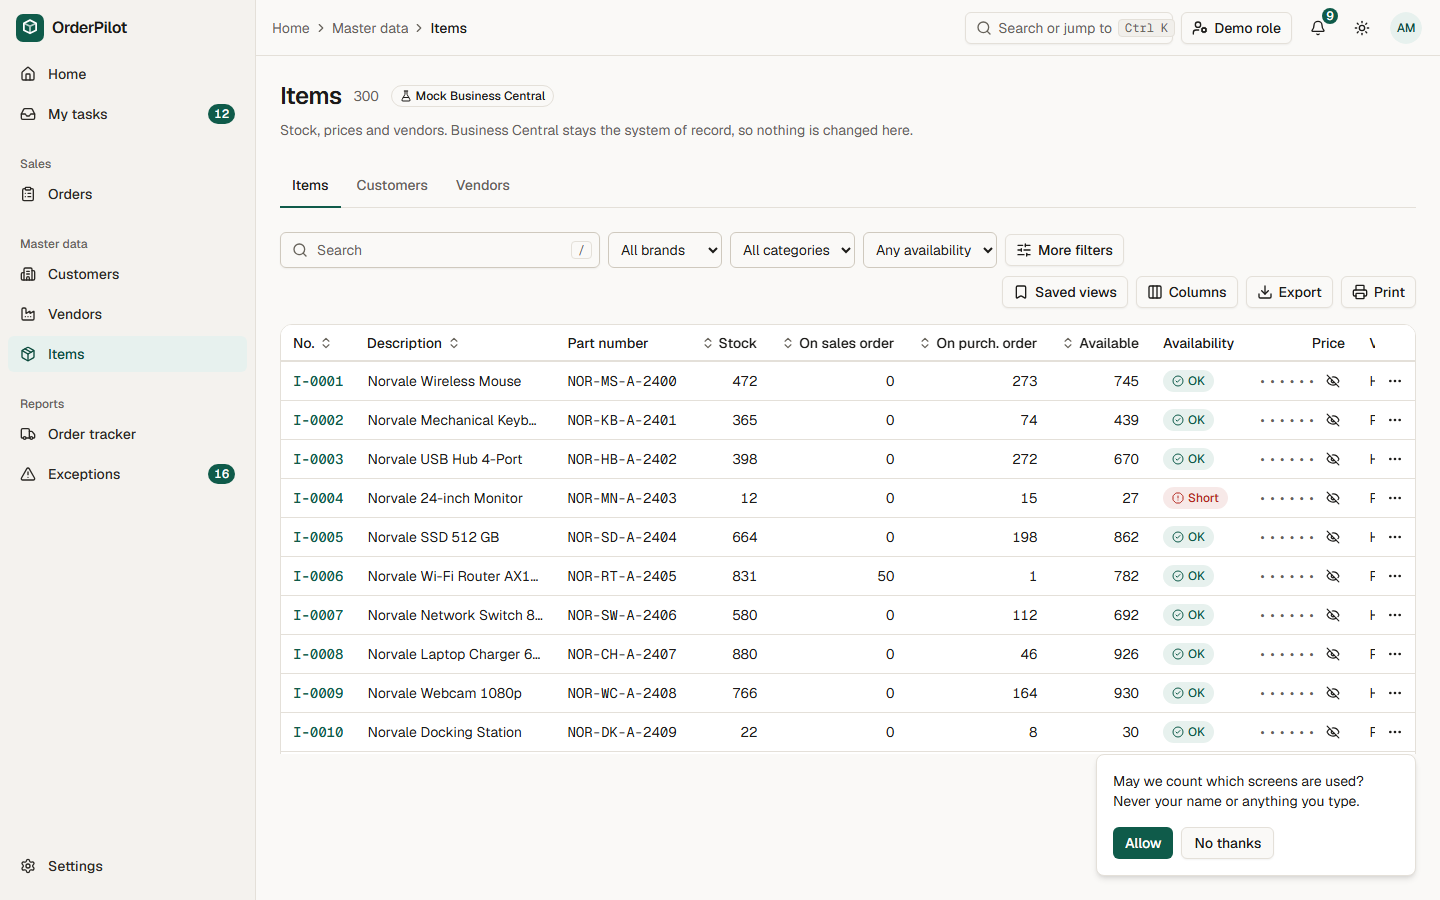 OrderPilot
Home
My tasks 12
Sales
Orders
Master data
Customers
Vendors
Items
Reports
Order tracker
Exceptions 16
Settings
Home > Master data > Items
Search or jump to Ctrl K
Demo role
9
AM
Items 300 Mock Business Central
Stock, prices and vendors. Business Central stays the system of record, so nothing is changed here.
Items Customers Vendors
Search /
All brands
All categories
Any availability
More filters
Saved views
Columns
Export
Print
No. Description Part number Stock On sales order On purch. order Available Availability Price
I-0001 Norvale Wireless Mouse NOR-MS-A-2400 472 0 273 745 OK ······
I-0002 Norvale Mechanical Keyb… NOR-KB-A-2401 365 0 74 439 OK ······
I-0003 Norvale USB Hub 4-Port NOR-HB-A-2402 398 0 272 670 OK ······
I-0004 Norvale 24-inch Monitor NOR-MN-A-2403 12 0 15 27 Short ······
I-0005 Norvale SSD 512 GB NOR-SD-A-2404 664 0 198 862 OK ······
I-0006 Norvale Wi-Fi Router AX1… NOR-RT-A-2405 831 50 1 782 OK ······
I-0007 Norvale Network Switch 8… NOR-SW-A-2406 580 0 112 692 OK ······
I-0008 Norvale Laptop Charger 6… NOR-CH-A-2407 880 0 46 926 OK ······
I-0009 Norvale Webcam 1080p NOR-WC-A-2408 766 0 164 930 OK ······
I-0010 Norvale Docking Station NOR-DK-A-2409 22 0 8 30 OK ······
May we count which screens are used?
Never your name or anything you type.
Allow
No thanks